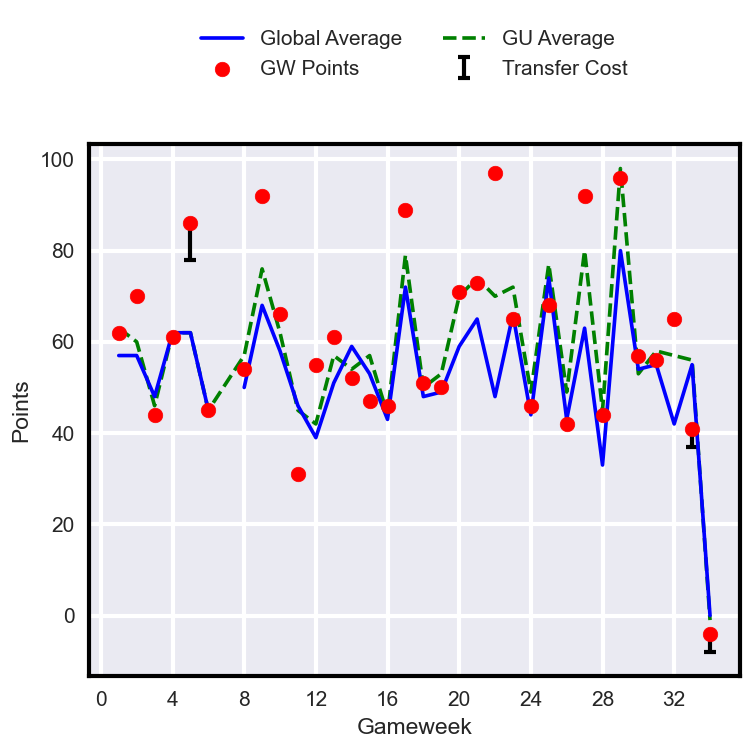 Global Average
GU Average
GW Points
Transfer Cost
100
80
60
40
20
0
Points
0 4 8 12 16 20 24 28 32
Gameweek